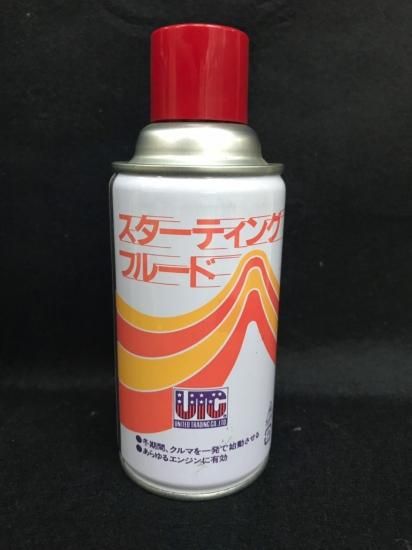 スターティング
フルード
UTC
UNITED TRADING CO.,LTD.
●冬期間、クルマを一発で始動させる
●あらゆるエンジンに有効